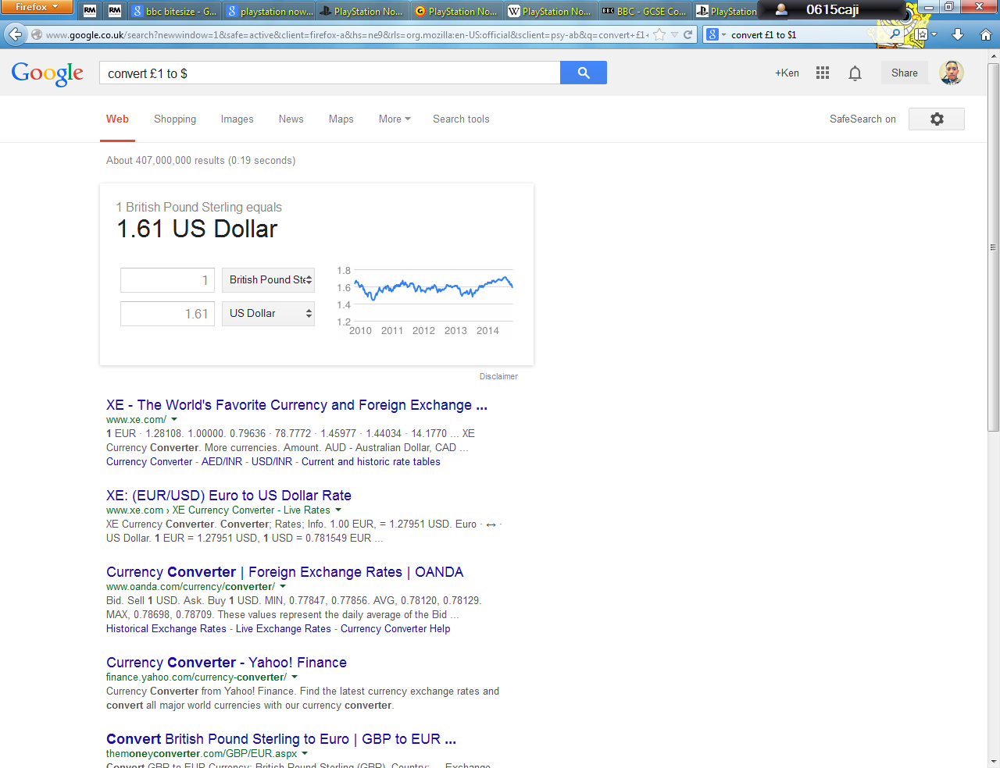 Firefox
RM
RM
bbc bitesize - G...
playstation now...
PlayStation No...
PlayStation No...
PlayStation No...
BBC
BBC - GCSE Co...
PlayStation
0615caji
www.google.co.uk/search?newwindow=1&safe=active&client=firefox-a&hs=ne9&rls=org.mozilla:en-US:official&sclient=psy-ab&q=convert+£1+
convert £1 to $1
Google
convert £1 to $
+Ken
Share
Web
Shopping
Images
News
Maps
More
Search tools
SafeSearch on
About 407,000,000 results (0.19 seconds)
1 British Pound Sterling equals
1.61 US Dollar
1
British Pound Ste
1.61
US Dollar
1.8
1.6
1.4
1.2
2010 2011 2012 2013 2014
Disclaimer
XE - The World's Favorite Currency and Foreign Exchange ...
www.xe.com/
1 EUR · 1.28108. 1.00000. 0.79636 · 78.7772 · 1.45977 · 1.44034 · 14.1770 ... XE
Currency Converter. More currencies. Amount. AUD - Australian Dollar, CAD ...
Currency Converter - AED/INR - USD/INR - Current and historic rate tables
XE: (EUR/USD) Euro to US Dollar Rate
www.xe.com › XE Currency Converter - Live Rates
XE Currency Converter. Converter; Rates; Info. 1.00 EUR, = 1.27951 USD. Euro · ↔ ·
US Dollar. 1 EUR = 1.27951 USD, 1 USD = 0.781549 EUR ...
Currency Converter | Foreign Exchange Rates | OANDA
www.oanda.com/currency/converter/
Bid. Sell 1 USD. Ask. Buy 1 USD. MIN, 0.77847, 0.77856. AVG, 0.78120, 0.78129.
MAX, 0.78698, 0.78709. These values represent the daily average of the Bid ...
Historical Exchange Rates - Live Exchange Rates - Currency Converter Help
Currency Converter - Yahoo! Finance
finance.yahoo.com/currency-converter/
Currency Converter from Yahoo! Finance. Find the latest currency exchange rates and
convert all major world currencies with our currency converter.
Convert British Pound Sterling to Euro | GBP to EUR ...
themoneyconverter.com/GBP/EUR.aspx
Convert GBP to EUR Currency: British Pound Sterling (GBP). Country: ... Exchange